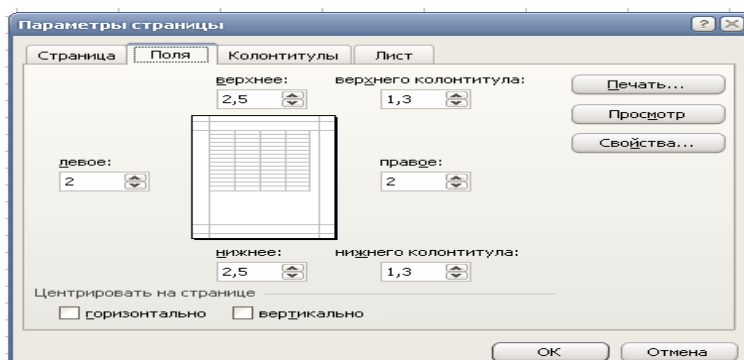 Параметры страницы
Страница Поля Колонтитулы Лист
верхнее: верхнего колонтитула:
2,5 1,3
Печать...
Просмотр
Свойства...
левое: правое:
2 2
нижнее: нижнего колонтитула:
2,5 1,3
Центрировать на странице
горизонтально вертикально
ОК Отмена